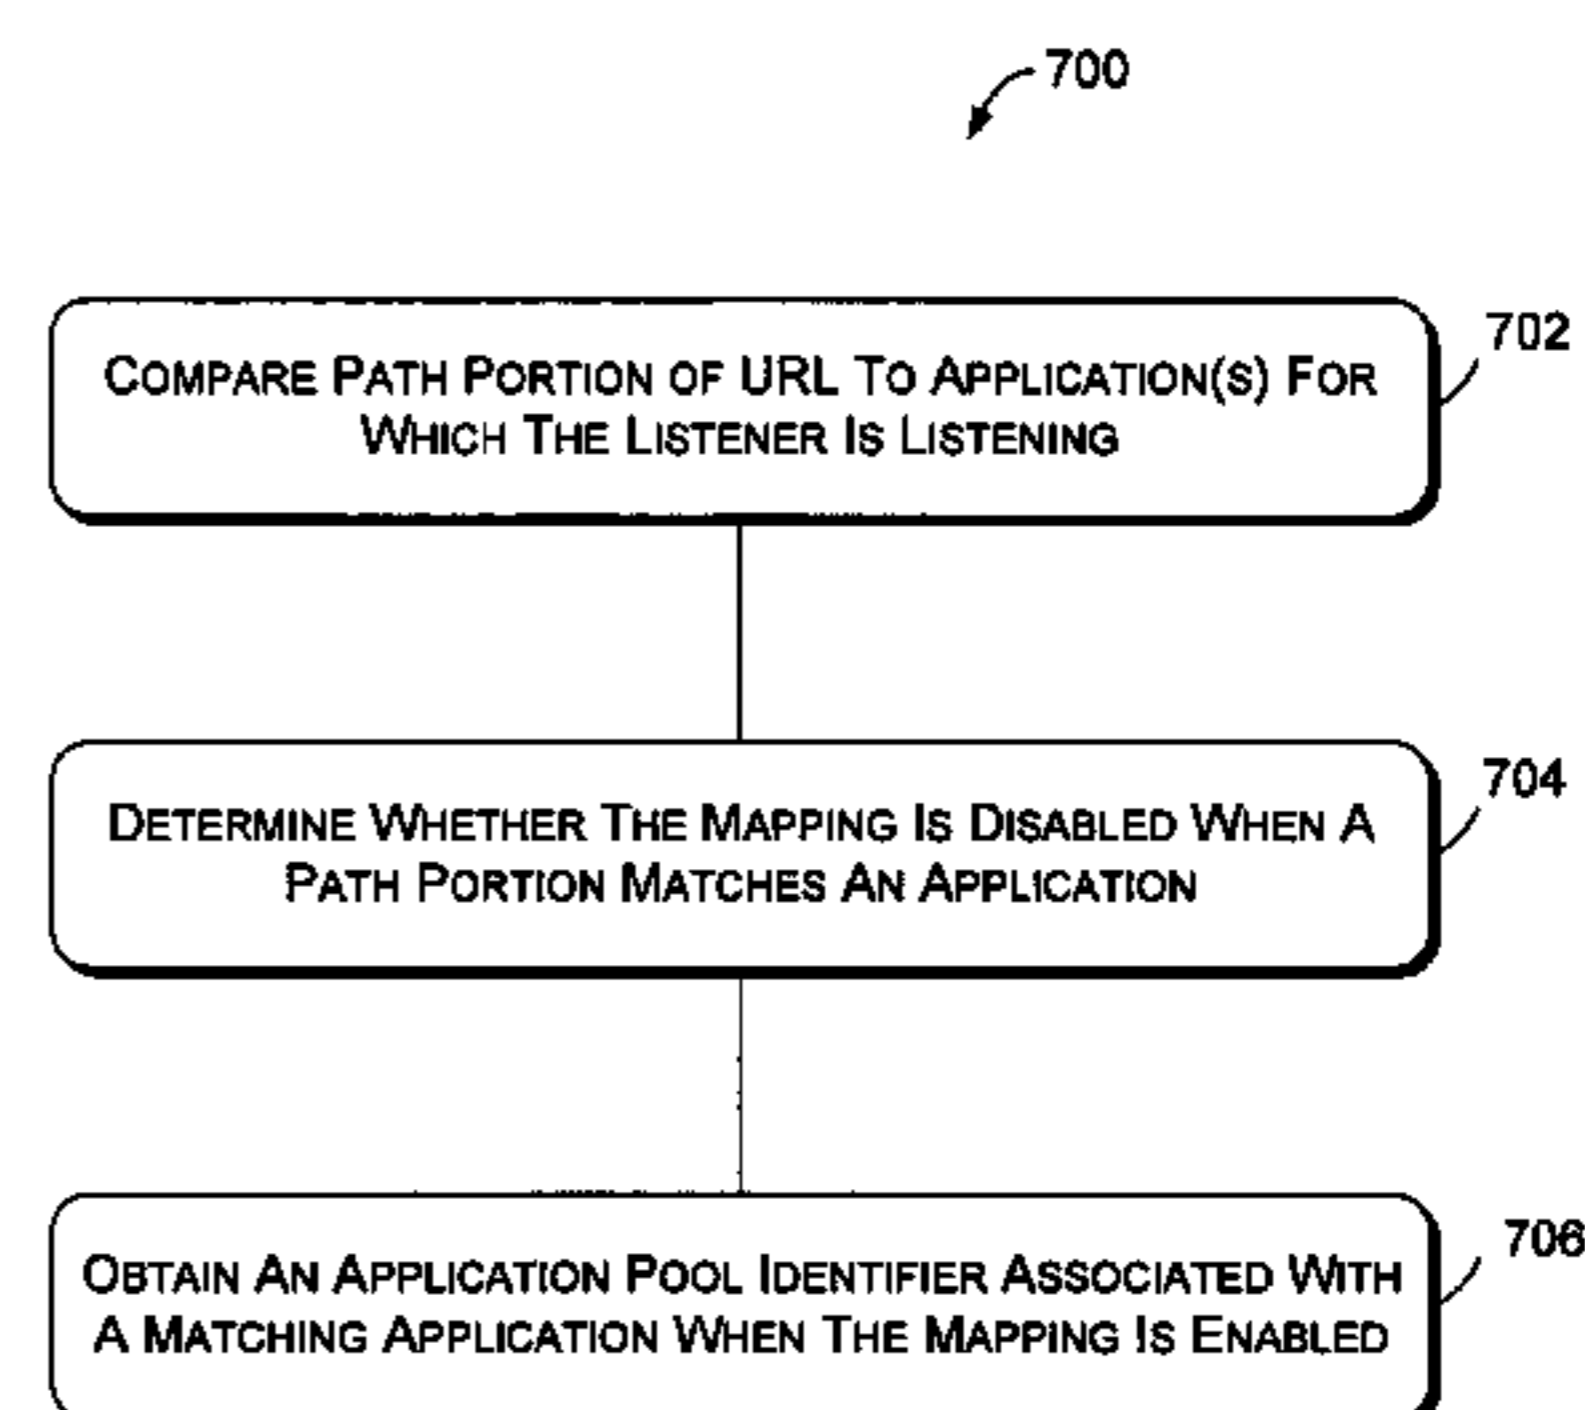 700
702
COMPARE PATH PORTION OF URL TO APPLICATION(S) FOR
WHICH THE LISTENER IS LISTENING
704
DETERMINE WHETHER THE MAPPING IS DISABLED WHEN A
PATH PORTION MATCHES AN APPLICATION
706
OBTAIN AN APPLICATION POOL IDENTIFIER ASSOCIATED WITH
A MATCHING APPLICATION WHEN THE MAPPING IS ENABLED